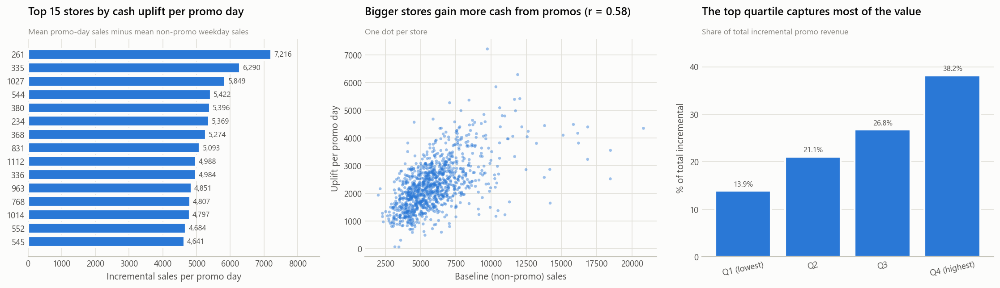 Top 15 stores by cash uplift per promo day
Mean promo-day sales minus mean non-promo weekday sales
261
7,216
335
6,290
1027
5,849
544
5,422
380
5,396
234
5,369
368
5,274
831
5,093
1112
4,988
336
4,984
963
4,851
768
4,807
1014
4,797
552
4,684
545
4,641
0 1000 2000 3000 4000 5000 6000 7000 8000
Incremental sales per promo day
Bigger stores gain more cash from promos (r = 0.58)
One dot per store
Uplift per promo day
7000
6000
5000
4000
3000
2000
1000
0
2500 5000 7500 10000 12500 15000 17500 20000
Baseline (non-promo) sales
The top quartile captures most of the value
Share of total incremental promo revenue
% of total incremental
40
30
20
10
0
13.9%
21.1%
26.8%
38.2%
Q1 (lowest)
Q2
Q3
Q4 (highest)